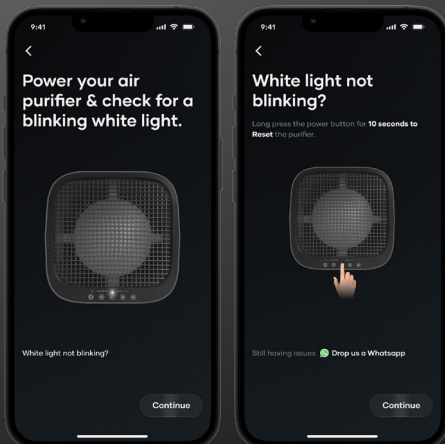 9:41
Power your air
purifier & check for a
blinking white light.
White light not blinking?
Continue
9:41
White light not
blinking?
Long press the power button for 10 seconds to
Reset the purifier.
Still having issues Drop us a Whatsapp
Continue